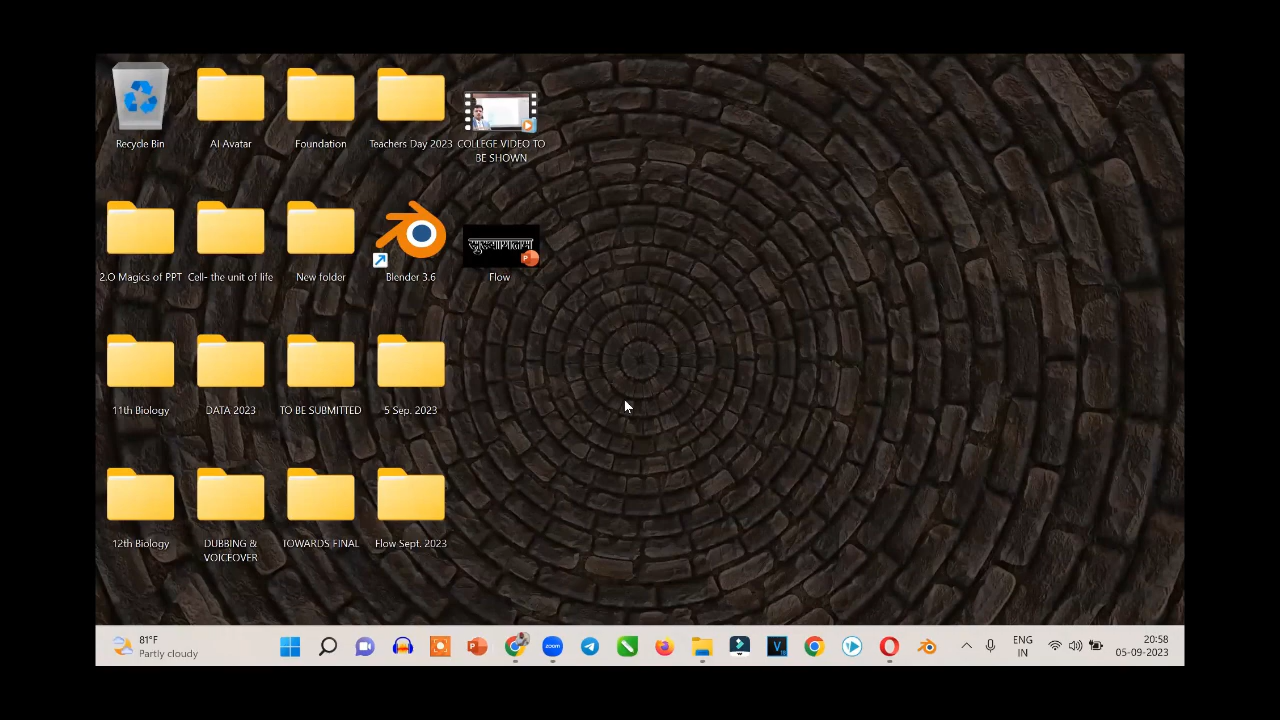 Recycle Bin
AI Avatar
Foundation
Teachers Day 2023
COLLEGE VIDEO TO
BE SHOWN
2.O Magics of PPT
Cell- the unit of life
New folder
Blender 3.6
Flow
11th Biology
DATA 2023
TO BE SUBMITTED
5 Sep. 2023
12th Biology
DUBBING &
VOICEOVER
TOWARDS FINAL
Flow Sept. 2023
81°F
Partly cloudy
zoom
ENG
IN
20:58
05-09-2023